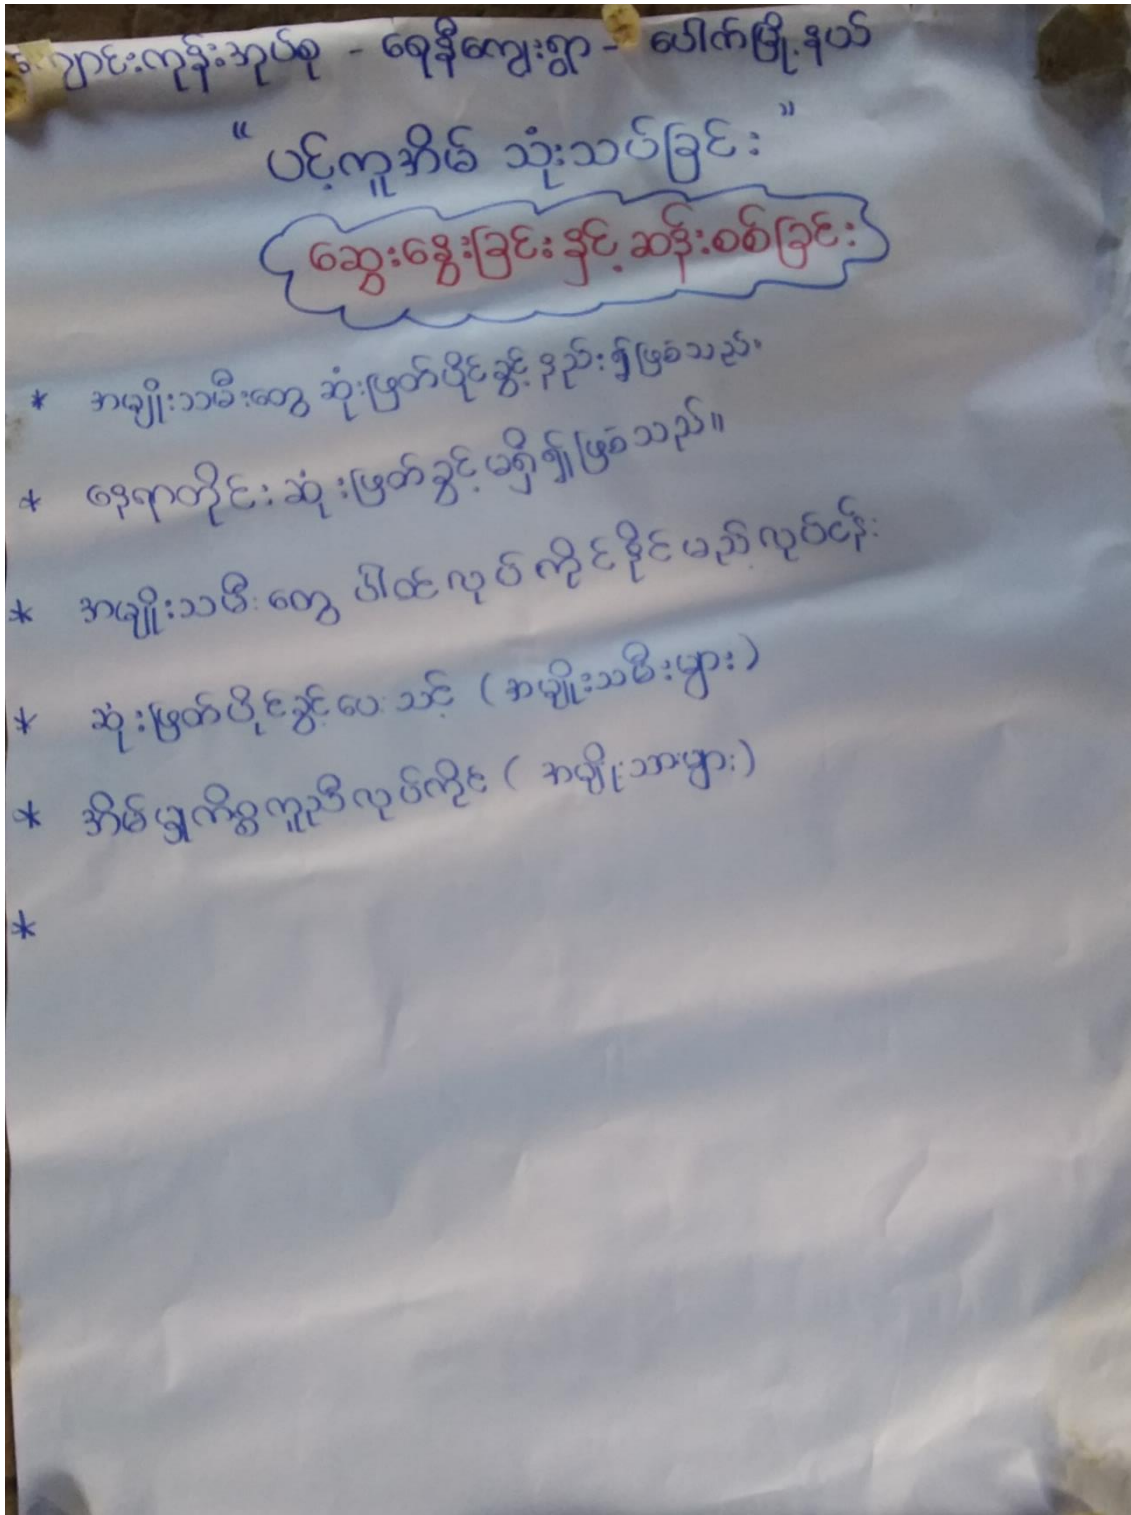 ကျောင်းကုန်းအုပ်စု - ရေနီကျေးရွာ - ပေါက်မြို့နယ်
“ပင့်ကူအိမ် သုံးသပ်ခြင်း”
ဆွေးနွေးခြင်းနှင့် ဆန်းစစ်ခြင်း
* အမျိုးသမီးတွေ ဆုံးဖြတ်ပိုင်ခွင့် နည်း၍ဖြစ်သည်။
* နေရာတိုင်း ဆုံးဖြတ်ခွင့် မရှိ၍ ဖြစ်သည်။
* အမျိုးသမီးတွေ ပါဝင်လုပ်ကိုင်နိုင်မည့်လုပ်ငန်း
* ဆုံးဖြတ်ပိုင်ခွင့်ပေးသင့် (အမျိုးသမီးများ)
* အိမ်မှုကိစ္စကူညီလုပ်ကိုင် (အမျိုးသားများ)
*